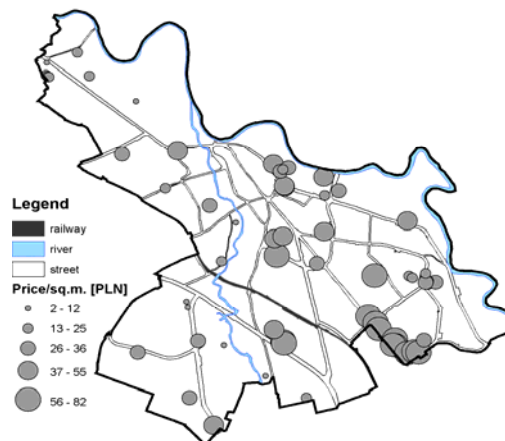 Legend
railway
river
street
Price/sq.m. [PLN]
2 - 12
13 - 25
26 - 36
37 - 55
56 - 82